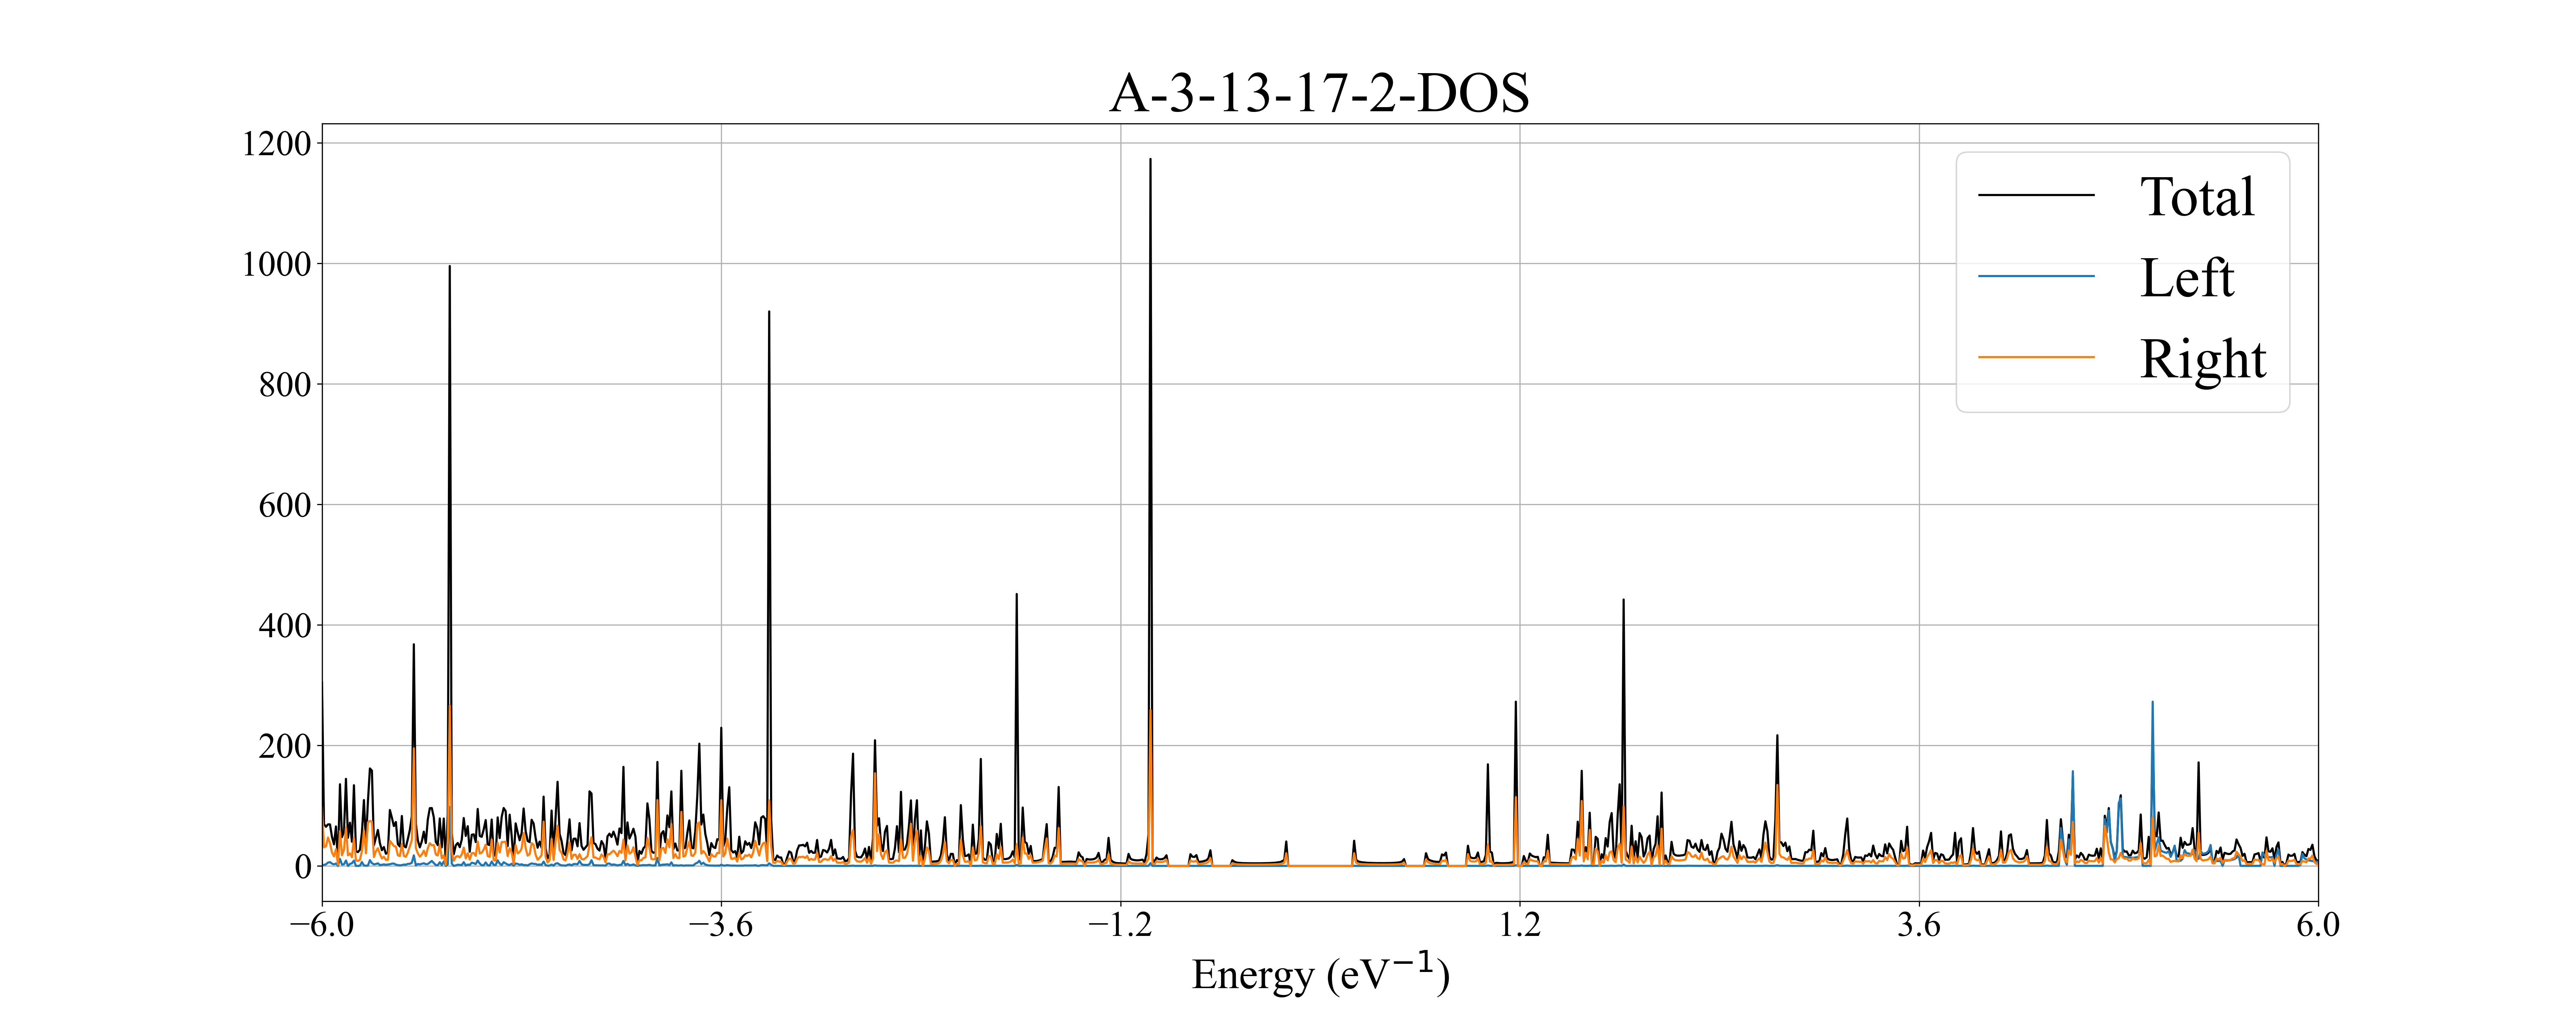 A-3-13-17-2-DOS
1200
1000
800
600
400
200
0
Total
Left
Right
−6.0 −3.6 −1.2 1.2 3.6 6.0
Energy (eV⁻¹)